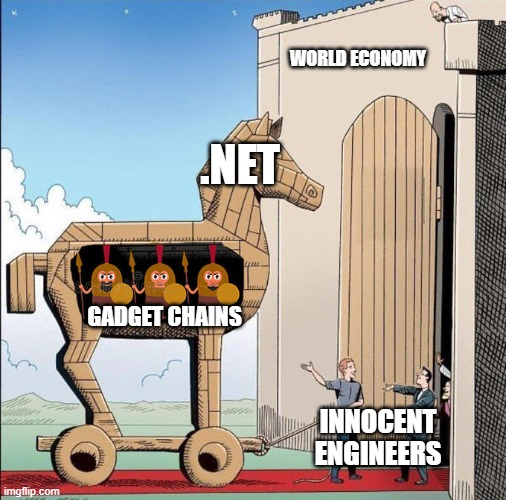 WORLD ECONOMY
.NET
GADGET CHAINS
INNOCENT
ENGINEERS
imgflip.com